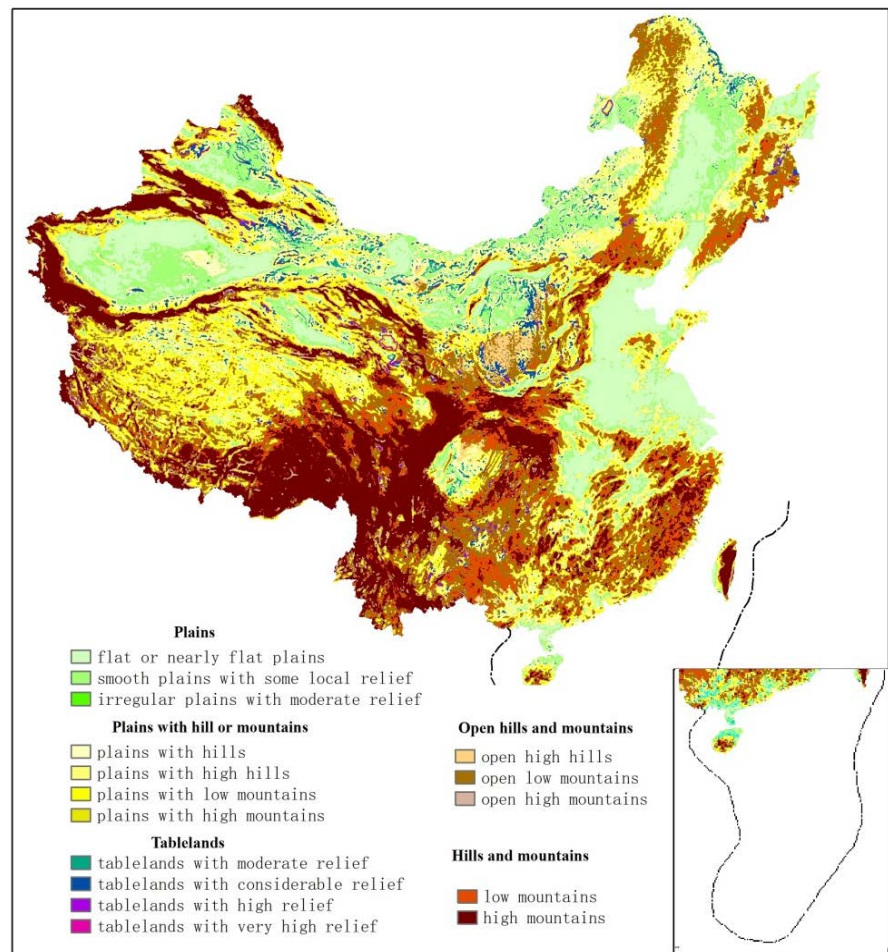 Plains
flat or nearly flat plains
smooth plains with some local relief
irregular plains with moderate relief
Plains with hill or mountains
plains with hills
plains with high hills
plains with low mountains
plains with high mountains
Tablelands
tablelands with moderate relief
tablelands with considerable relief
tablelands with high relief
tablelands with very high relief
Open hills and mountains
open high hills
open low mountains
open high mountains
Hills and mountains
low mountains
high mountains